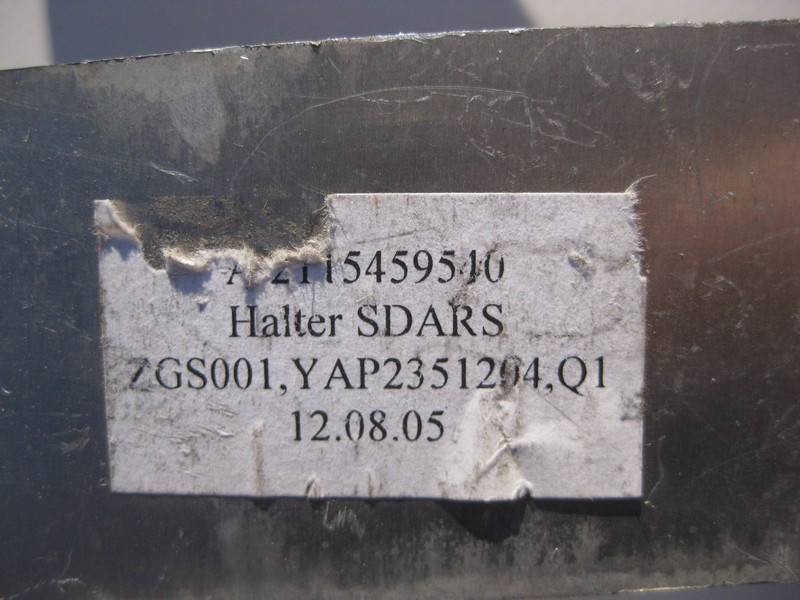 A 2115459540
Halter SDARS
ZGS001,YAP2351204,Q1
12.08.05